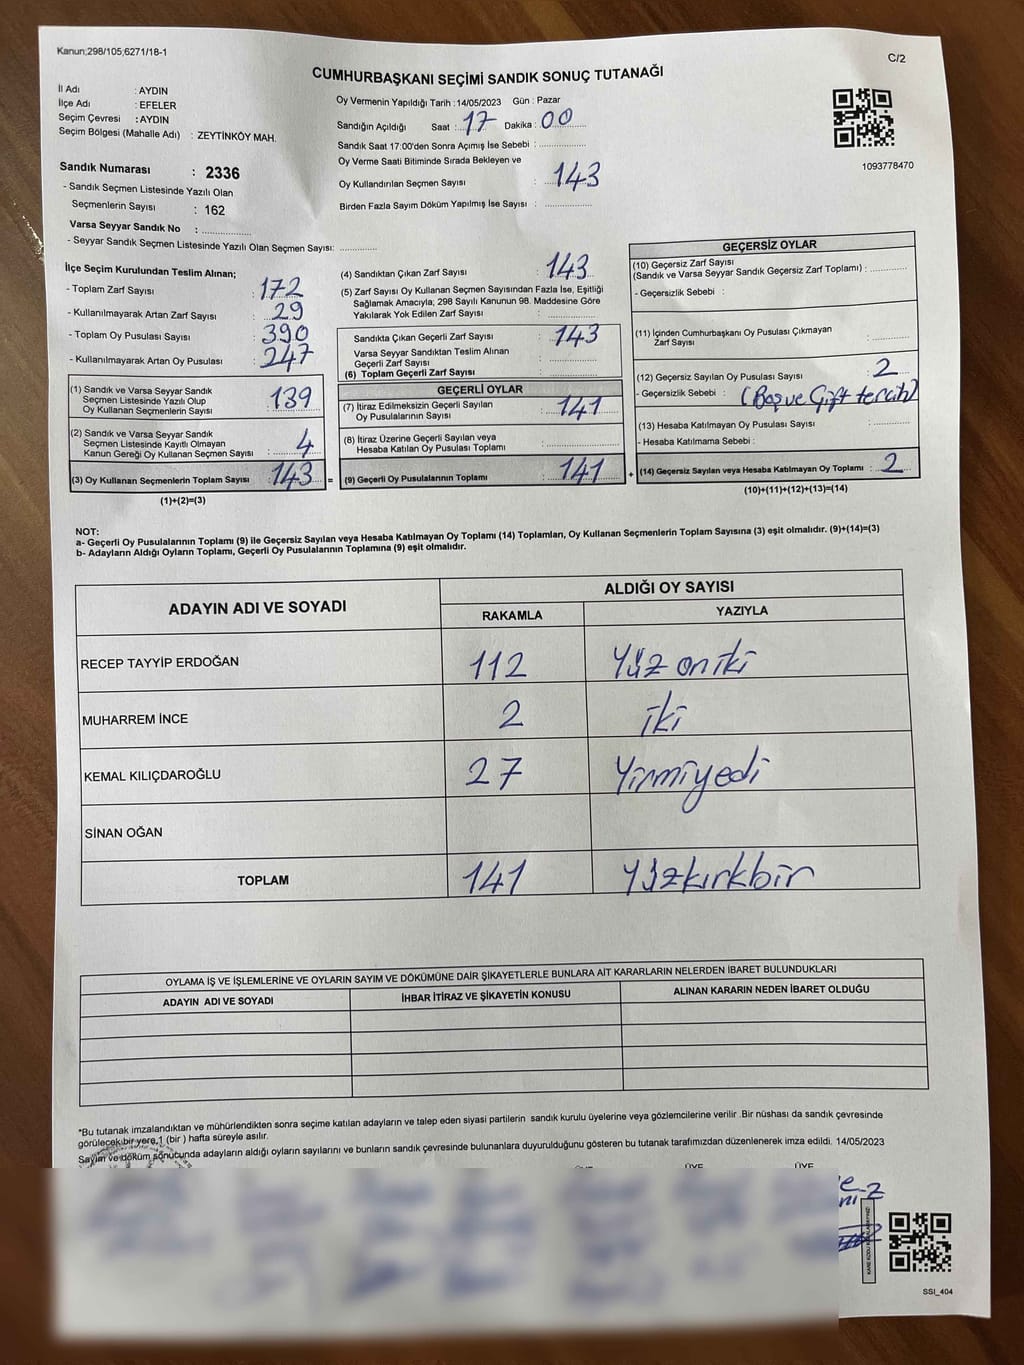 Kanun;298/105;6271/18-1
C/2
CUMHURBAŞKANI SEÇİMİ SANDIK SONUÇ TUTANAĞI
İl Adı : AYDIN
İlçe Adı : EFELER
Seçim Çevresi : AYDIN
Seçim Bölgesi (Mahalle Adı) : ZEYTİNKÖY MAH.
Sandık Numarası : 2336
- Sandık Seçmen Listesinde Yazılı Olan
Seçmenlerin Sayısı : 162
Varsa Seyyar Sandık No :
- Seyyar Sandık Seçmen Listesinde Yazılı Olan Seçmen Sayısı:
Oy Vermenin Yapıldığı Tarih : 14/05/2023 Gün : Pazar
Sandığın Açıldığı Saat : 17 Dakika : 00
Sandık Saat 17:00'den Sonra Açımış İse Sebebi :
Oy Verme Saati Bitiminde Sırada Bekleyen ve
Oy Kullandırılan Seçmen Sayısı : 143
Birden Fazla Sayım Döküm Yapılmış İse Sayısı :
1093778470
İlçe Seçim Kurulundan Teslim Alınan;
- Toplam Zarf Sayısı : 172
- Kullanılmayarak Artan Zarf Sayısı : 29
- Toplam Oy Pusulası Sayısı : 390
- Kullanılmayarak Artan Oy Pusulası : 247
(1) Sandık ve Varsa Seyyar Sandık
Seçmen Listesinde Yazılı Olup
Oy Kullanan Seçmenlerin Sayısı : 139
(2) Sandık ve Varsa Seyyar Sandık
Seçmen Listesinde Kayıtlı Olmayan
Kanun Gereği Oy Kullanan Seçmen Sayısı : 4
(3) Oy Kullanan Seçmenlerin Toplam Sayısı : 143 =
(1)+(2)=(3)
(4) Sandıktan Çıkan Zarf Sayısı : 143
(5) Zarf Sayısı Oy Kullanan Seçmen Sayısından Fazla İse, Eşitliği
Sağlamak Amacıyla; 298 Sayılı Kanunun 98. Maddesine Göre
Yakılarak Yok Edilen Zarf Sayısı :
Sandıkta Çıkan Geçerli Zarf Sayısı : 143
Varsa Seyyar Sandıktan Teslim Alınan
Geçerli Zarf Sayısı :
(6) Toplam Geçerli Zarf Sayısı :
GEÇERLİ OYLAR
(7) İtiraz Edilmeksizin Geçerli Sayılan
Oy Pusulalarının Sayısı : 141
(8) İtiraz Üzerine Geçerli Sayılan veya
Hesaba Katılan Oy Pusulası Toplamı :
(9) Geçerli Oy Pusulalarının Toplamı : 141 +
GEÇERSİZ OYLAR
(10) Geçersiz Zarf Sayısı
(Sandık ve Varsa Seyyar Sandık Geçersiz Zarf Toplamı) :
- Geçersizlik Sebebi :
(11) İçinden Cumhurbaşkanı Oy Pusulası Çıkmayan
Zarf Sayısı :
(12) Geçersiz Sayılan Oy Pusulası Sayısı : 2
- Geçersizlik Sebebi : (Boş ve Çift tercih)
(13) Hesaba Katılmayan Oy Pusulası Sayısı :
- Hesaba Katılmama Sebebi :
(14) Geçersiz Sayılan veya Hesaba Katılmayan Oy Toplamı : 2
(10)+(11)+(12)+(13)=(14)
NOT:
a- Geçerli Oy Pusulalarının Toplamı (9) ile Geçersiz Sayılan veya Hesaba Katılmayan Oy Toplamı (14) Toplamları, Oy Kullanan Seçmenlerin Toplam Sayısına (3) eşit olmalıdır. (9)+(14)=(3)
b- Adayların Aldığı Oyların Toplamı, Geçerli Oy Pusulalarının Toplamına (9) eşit olmalıdır.
ADAYIN ADI VE SOYADI
ALDIĞI OY SAYISI
RAKAMLA YAZIYLA
RECEP TAYYİP ERDOĞAN 112 Yüz oniki
MUHARREM İNCE 2 iki
KEMAL KILIÇDAROĞLU 27 Yirmiyedi
SİNAN OĞAN
TOPLAM 141 Yüzkırkbir
OYLAMA İŞ VE İŞLEMLERİNE VE OYLARIN SAYIM VE DÖKÜMÜNE DAİR ŞİKAYETLERLE BUNLARA AİT KARARLARIN NELERDEN İBARET BULUNDUKLARI
ADAYIN ADI VE SOYADI İHBAR İTİRAZ VE ŞİKAYETİN KONUSU ALINAN KARARIN NEDEN İBARET OLDUĞU
*Bu tutanak imzalandıktan ve mühürlendikten sonra seçime katılan adayların ve talep eden siyasi partilerin sandık kurulu üyelerine veya gözlemcilerine verilir .Bir nüshası da sandık çevresinde
görülecek bir yere 1 (bir ) hafta süreyle asılır.
Sayım ve döküm sonucunda adayların aldığı oyların sayılarını ve bunların sandık çevresinde bulunanlara duyurulduğunu gösteren bu tutanak tarafımızdan düzenlenerek imza edildi. 14/05/2023
ÜYE ÜYE
SSI_404